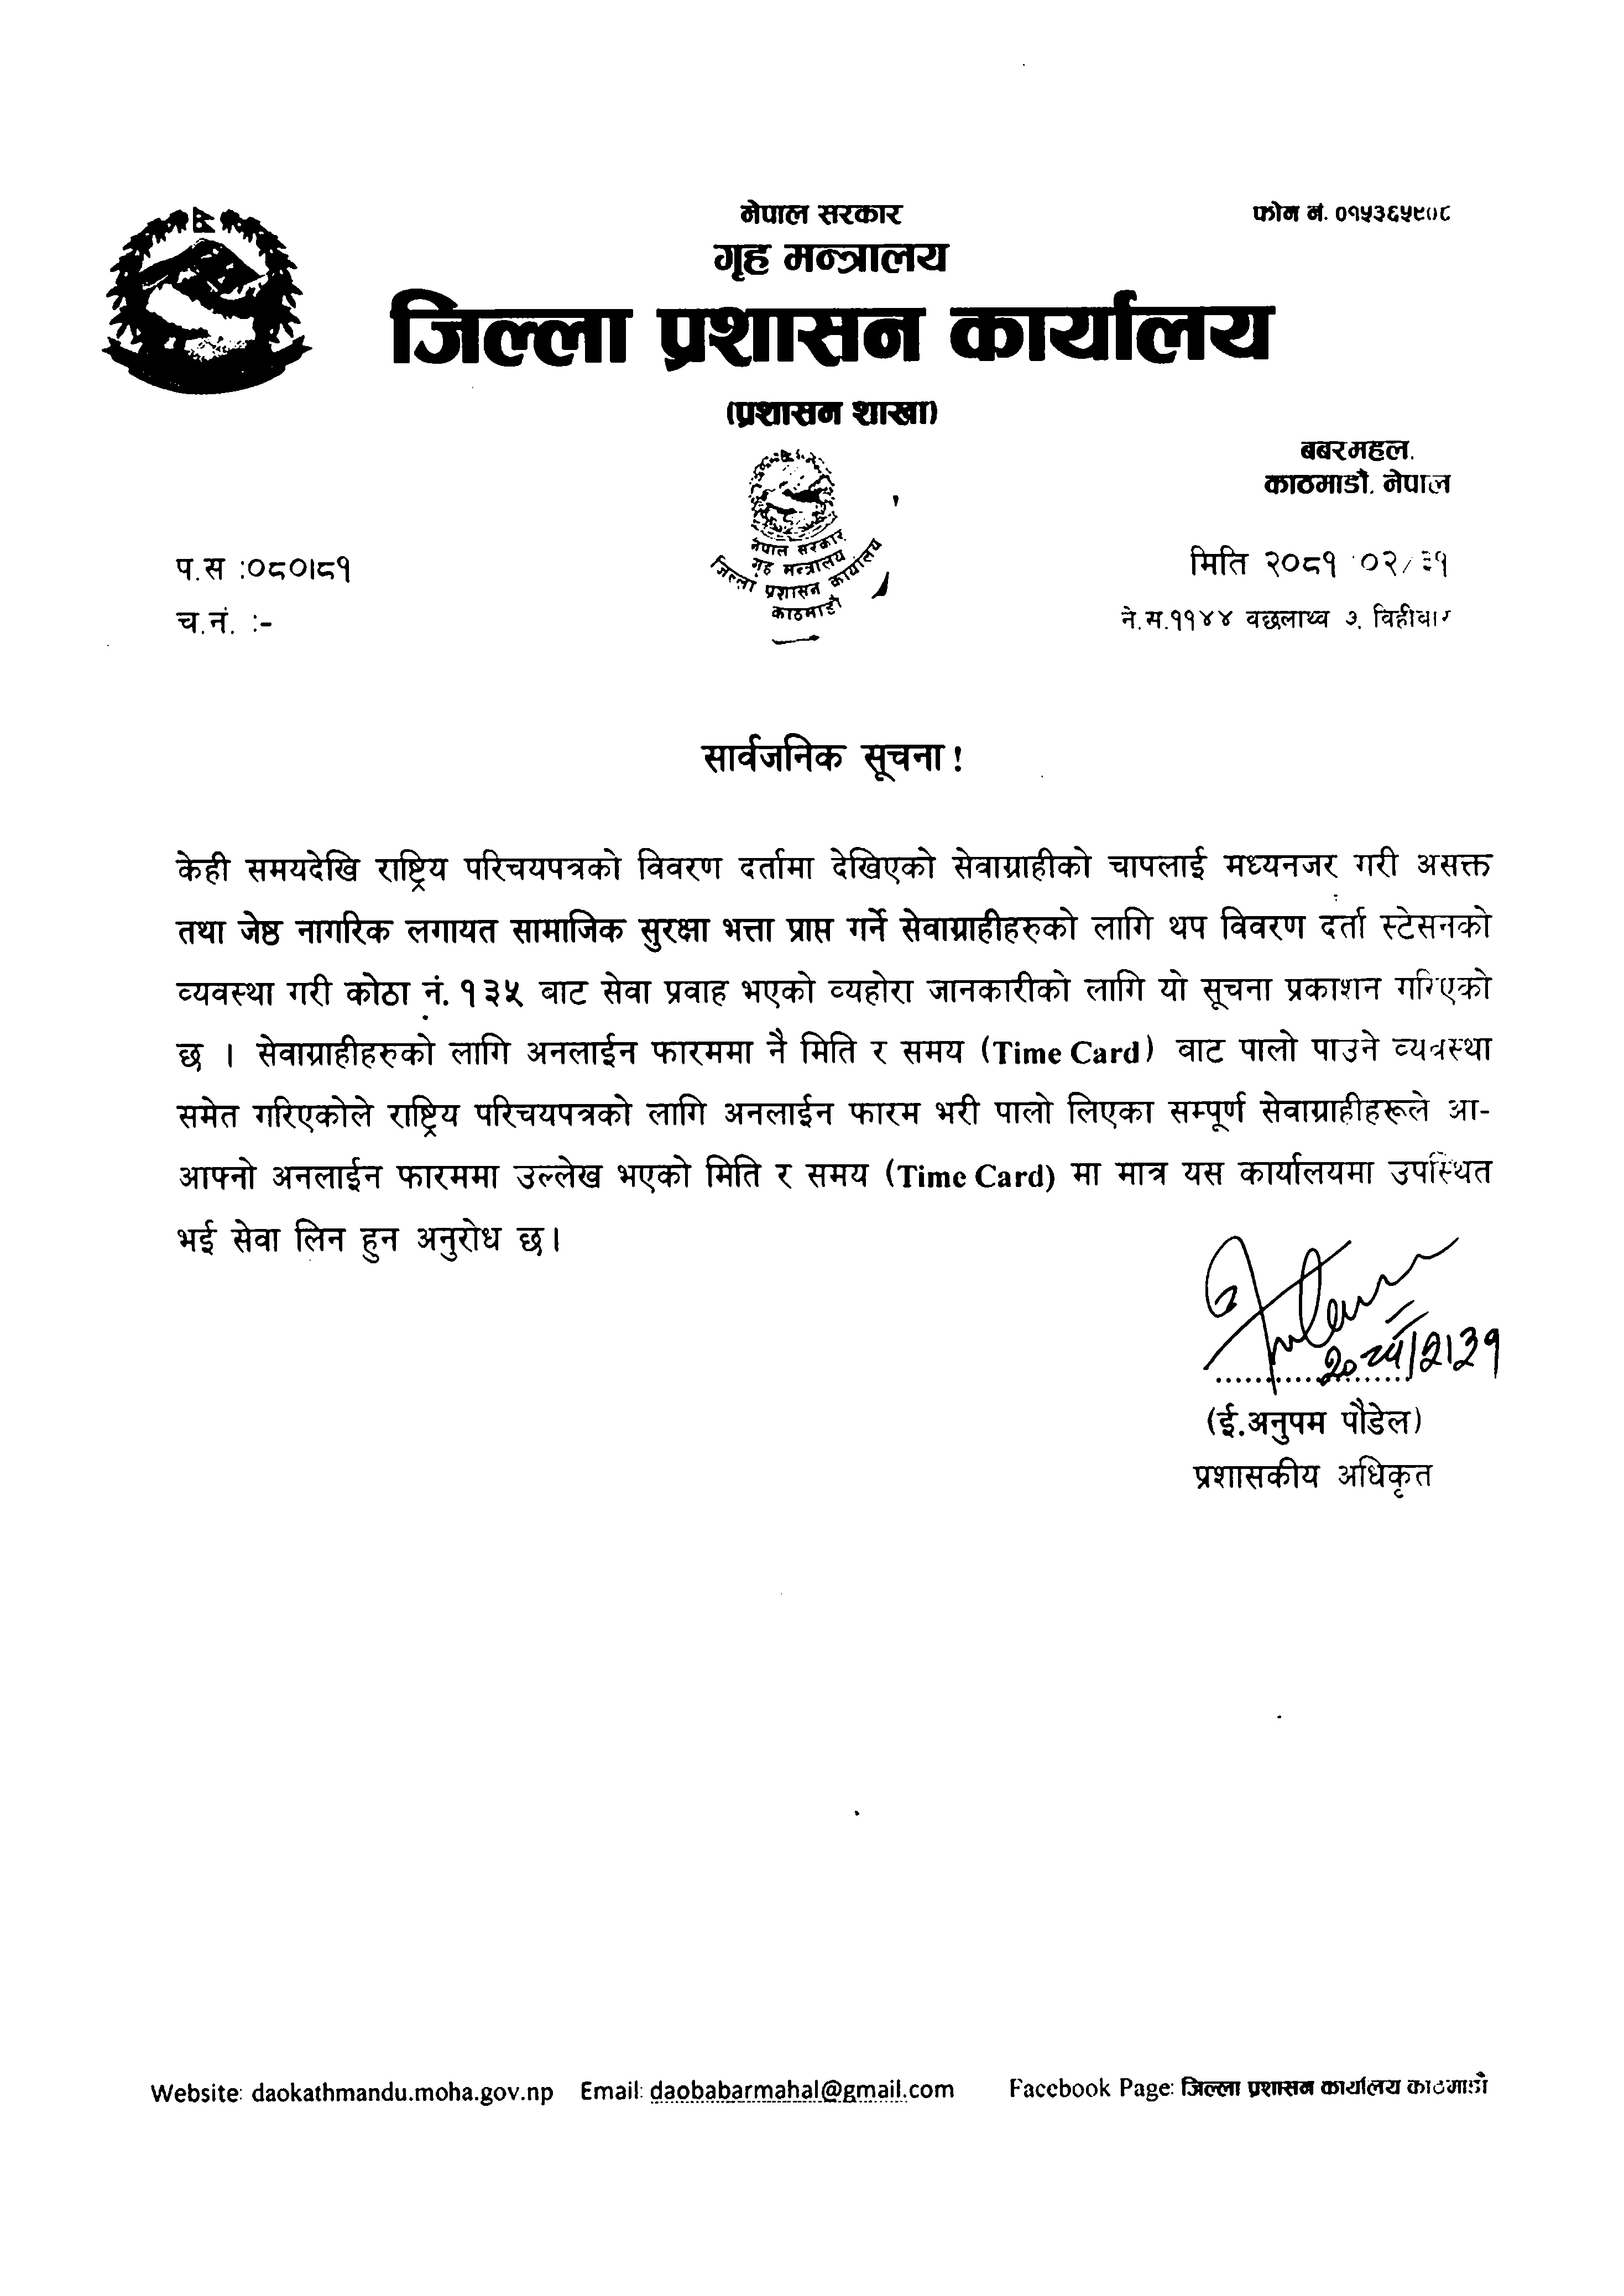 नेपाल सरकार
फोन नं. ०१५३६५९०८
गृह मन्त्रालय
जिल्ला प्रशासन कार्यालय
(प्रशासन शाखा)
बबरमहल,
काठमाडौं, नेपाल
नेपाल सरकार
गृह मन्त्रालय
जिल्ला प्रशासन कार्यालय
काठमाडौं
प.स :०८०।८१
मिति २०८१/०२/३१
च.नं. :-
ने.स.११४४ वछलाथ्व ७, विहीवार
सार्वजनिक सूचना!
केही समयदेखि राष्ट्रिय परिचयपत्रको विवरण दर्तामा देखिएको सेवाग्राहीको चापलाई मध्यनजर गरी असक्त
तथा जेष्ठ नागरिक लगायत सामाजिक सुरक्षा भत्ता प्राप्त गर्ने सेवाग्राहीहरुको लागि थप विवरण दर्ता स्टेसनको
व्यवस्था गरी कोठा नं. १३५ बाट सेवा प्रवाह भएको व्यहोरा जानकारीको लागि यो सूचना प्रकाशन गरिएको
छ । सेवाग्राहीहरुको लागि अनलाईन फारममा नै मिति र समय (Time Card) बाट पालो पाउने व्यवस्था
समेत गरिएकोले राष्ट्रिय परिचयपत्रको लागि अनलाईन फारम भरी पालो लिएका सम्पूर्ण सेवाग्राहीहरूले आ-
आफ्नो अनलाईन फारममा उल्लेख भएको मिति र समय (Time Card) मा मात्र यस कार्यालयमा उपस्थित
भई सेवा लिन हुन अनुरोध छ।
(ई.अनुपम पौडेल)
प्रशासकीय अधिकृत
Website: daokathmandu.moha.gov.np Email: daobabarmahal@gmail.com Facebook Page: जिल्ला प्रशासन कार्यालय काठमाडौं